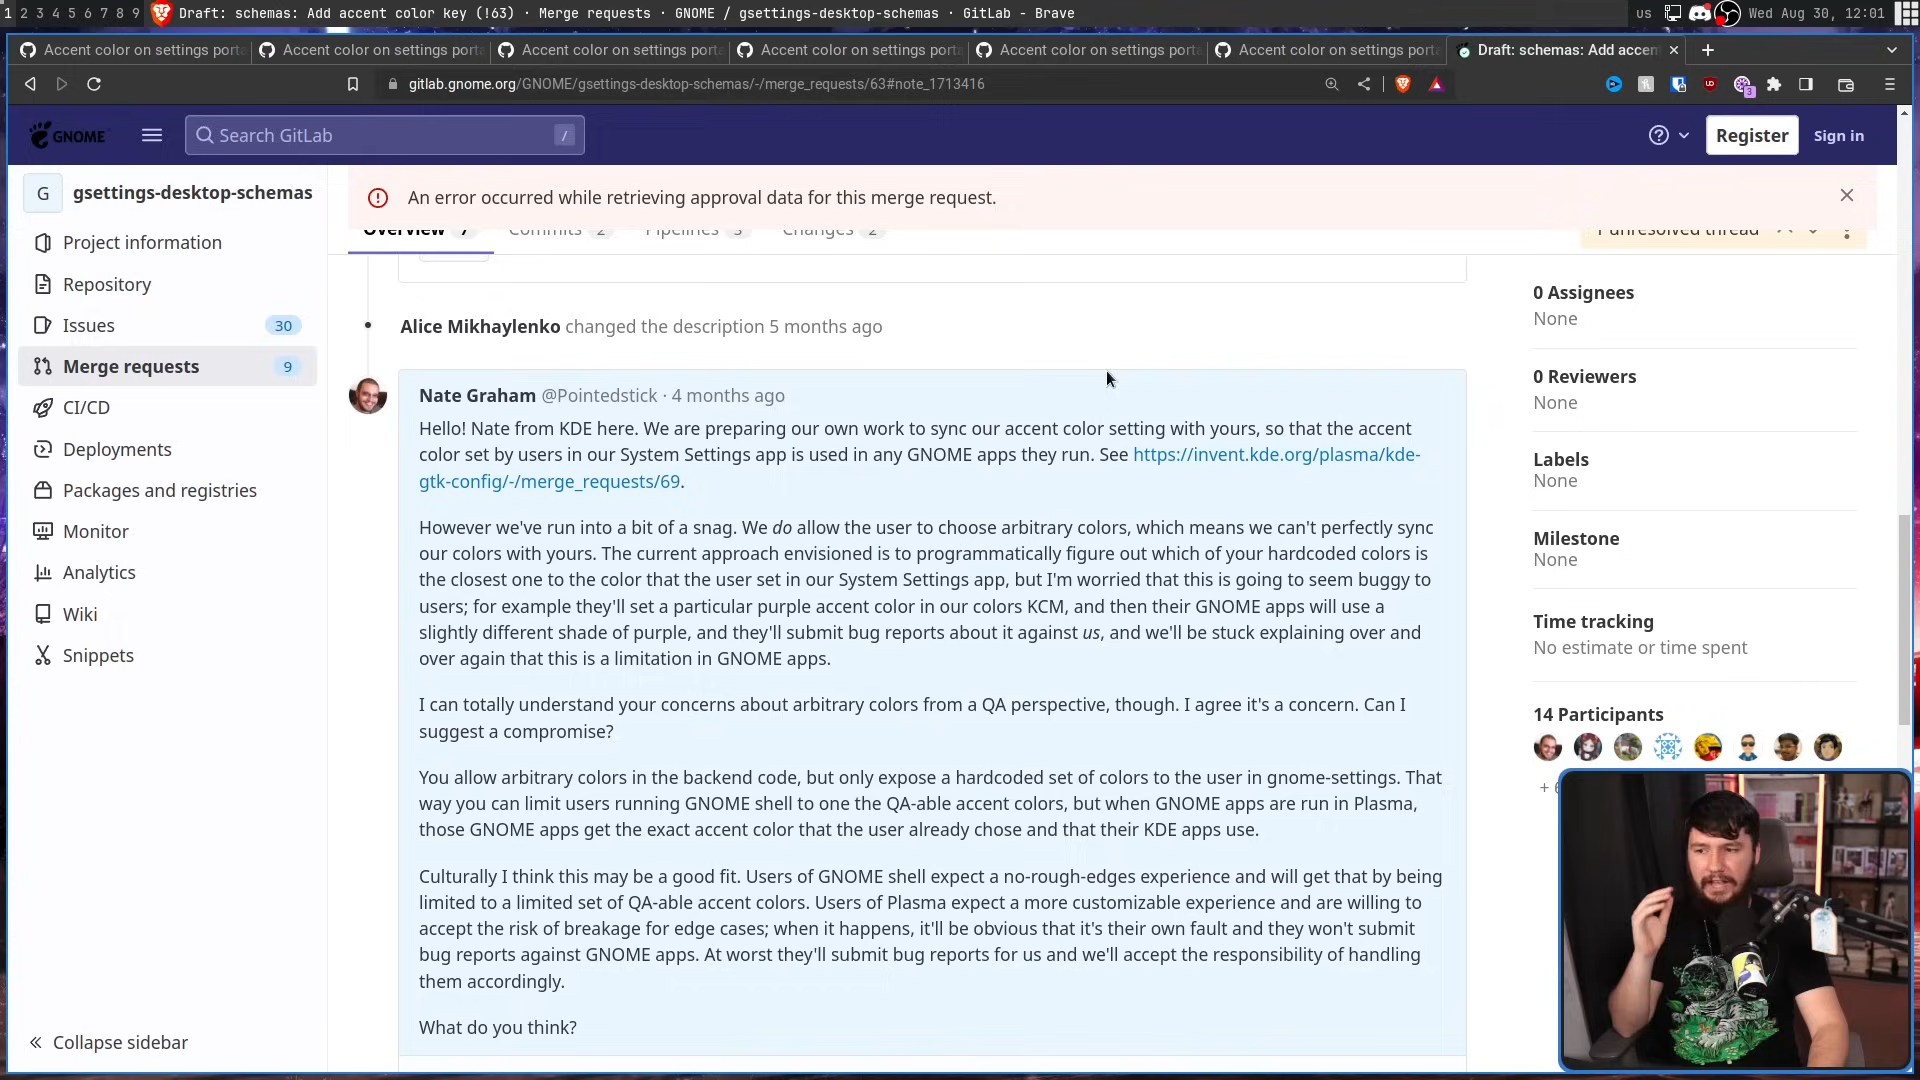 1 2 3 4 5 6 7 8 9 Draft: schemas: Add accent color key (!63) · Merge requests · GNOME / gsettings-desktop-schemas · GitLab - Brave
us Wed Aug 30, 12:01
Accent color on settings porta Accent color on settings porta Accent color on settings porta Accent color on settings porta Accent color on settings porta Accent color on settings porta Draft: schemas: Add accen
gitlab.gnome.org/GNOME/gsettings-desktop-schemas/-/merge_requests/63#note_1713416
GNOME
Search GitLab /
Register
Sign in
G gsettings-desktop-schemas
An error occurred while retrieving approval data for this merge request.
Overview 7 Commits 2 Pipelines 3 Changes 2
1 unresolved thread
Project information
Repository
Issues 30
Merge requests 9
CI/CD
Deployments
Packages and registries
Monitor
Analytics
Wiki
Snippets
Collapse sidebar
Alice Mikhaylenko changed the description 5 months ago
Nate Graham @Pointedstick · 4 months ago
Hello! Nate from KDE here. We are preparing our own work to sync our accent color setting with yours, so that the accent
color set by users in our System Settings app is used in any GNOME apps they run. See https://invent.kde.org/plasma/kde-
gtk-config/-/merge_requests/69.
However we've run into a bit of a snag. We do allow the user to choose arbitrary colors, which means we can't perfectly sync
our colors with yours. The current approach envisioned is to programmatically figure out which of your hardcoded colors is
the closest one to the color that the user set in our System Settings app, but I'm worried that this is going to seem buggy to
users; for example they'll set a particular purple accent color in our colors KCM, and then their GNOME apps will use a
slightly different shade of purple, and they'll submit bug reports about it against us, and we'll be stuck explaining over and
over again that this is a limitation in GNOME apps.
I can totally understand your concerns about arbitrary colors from a QA perspective, though. I agree it's a concern. Can I
suggest a compromise?
You allow arbitrary colors in the backend code, but only expose a hardcoded set of colors to the user in gnome-settings. That
way you can limit users running GNOME shell to one the QA-able accent colors, but when GNOME apps are run in Plasma,
those GNOME apps get the exact accent color that the user already chose and that their KDE apps use.
Culturally I think this may be a good fit. Users of GNOME shell expect a no-rough-edges experience and will get that by being
limited to a limited set of QA-able accent colors. Users of Plasma expect a more customizable experience and are willing to
accept the risk of breakage for edge cases; when it happens, it'll be obvious that it's their own fault and they won't submit
bug reports against GNOME apps. At worst they'll submit bug reports for us and we'll accept the responsibility of handling
them accordingly.
What do you think?
0 Assignees
None
0 Reviewers
None
Labels
None
Milestone
None
Time tracking
No estimate or time spent
14 Participants